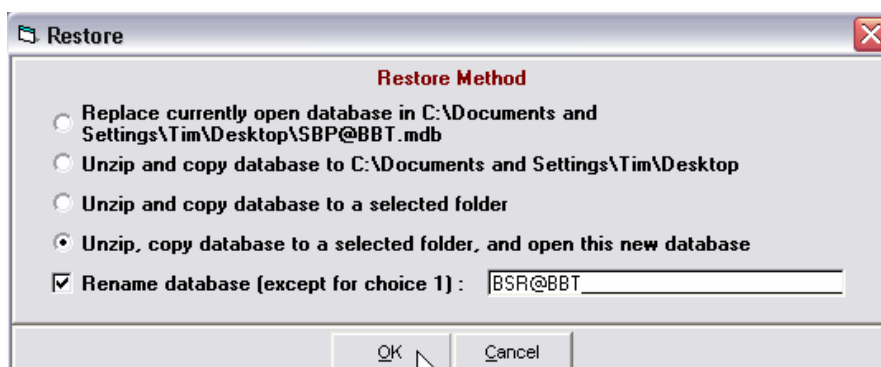 Restore
Restore Method
Replace currently open database in C:\Documents and
Settings\Tim\Desktop\SBP@BBT.mdb
Unzip and copy database to C:\Documents and Settings\Tim\Desktop
Unzip and copy database to a selected folder
Unzip, copy database to a selected folder, and open this new database
Rename database (except for choice 1) : BSR@BBT____________________
OK Cancel